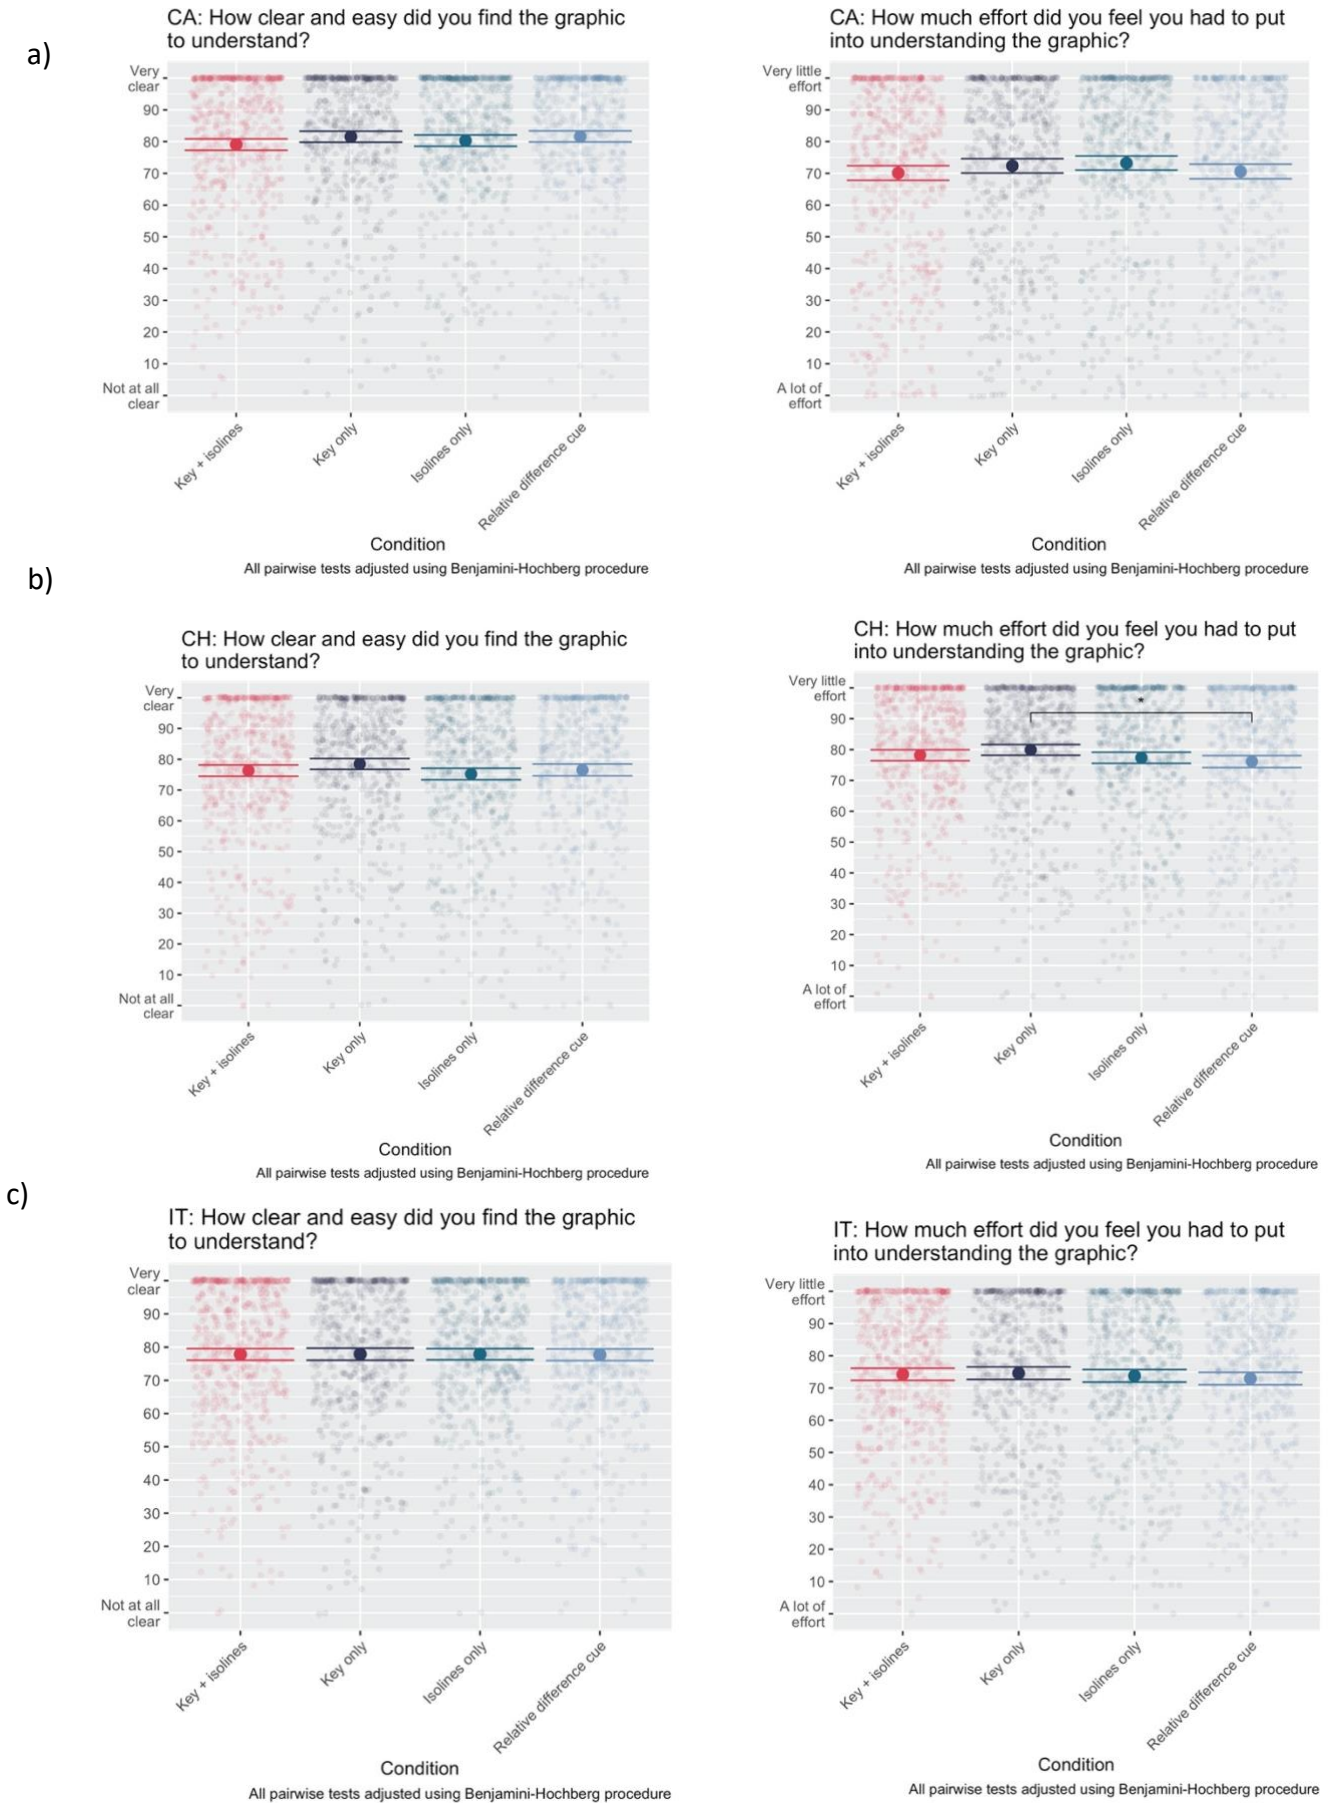 a)
CA: How clear and easy did you find the graphic
to understand?
Very
clear
90
80
70
60
50
40
30
20
10
Not at all
clear
Key + isolines
Key only
Isolines only
Relative difference cue
Condition
All pairwise tests adjusted using Benjamini-Hochberg procedure
CA: How much effort did you feel you had to put
into understanding the graphic?
Very little
effort
90
80
70
60
50
40
30
20
10
A lot of
effort
Key + isolines
Key only
Isolines only
Relative difference cue
Condition
All pairwise tests adjusted using Benjamini-Hochberg procedure
b)
CH: How clear and easy did you find the graphic
to understand?
Very
clear
90
80
70
60
50
40
30
20
10
Not at all
clear
Key + isolines
Key only
Isolines only
Relative difference cue
Condition
All pairwise tests adjusted using Benjamini-Hochberg procedure
CH: How much effort did you feel you had to put
into understanding the graphic?
Very little
effort
90
80
70
60
50
40
30
20
10
A lot of
effort
*
Key + isolines
Key only
Isolines only
Relative difference cue
Condition
All pairwise tests adjusted using Benjamini-Hochberg procedure
c)
IT: How clear and easy did you find the graphic
to understand?
Very
clear
90
80
70
60
50
40
30
20
10
Not at all
clear
Key + isolines
Key only
Isolines only
Relative difference cue
Condition
All pairwise tests adjusted using Benjamini-Hochberg procedure
IT: How much effort did you feel you had to put
into understanding the graphic?
Very little
effort
90
80
70
60
50
40
30
20
10
A lot of
effort
Key + isolines
Key only
Isolines only
Relative difference cue
Condition
All pairwise tests adjusted using Benjamini-Hochberg procedure